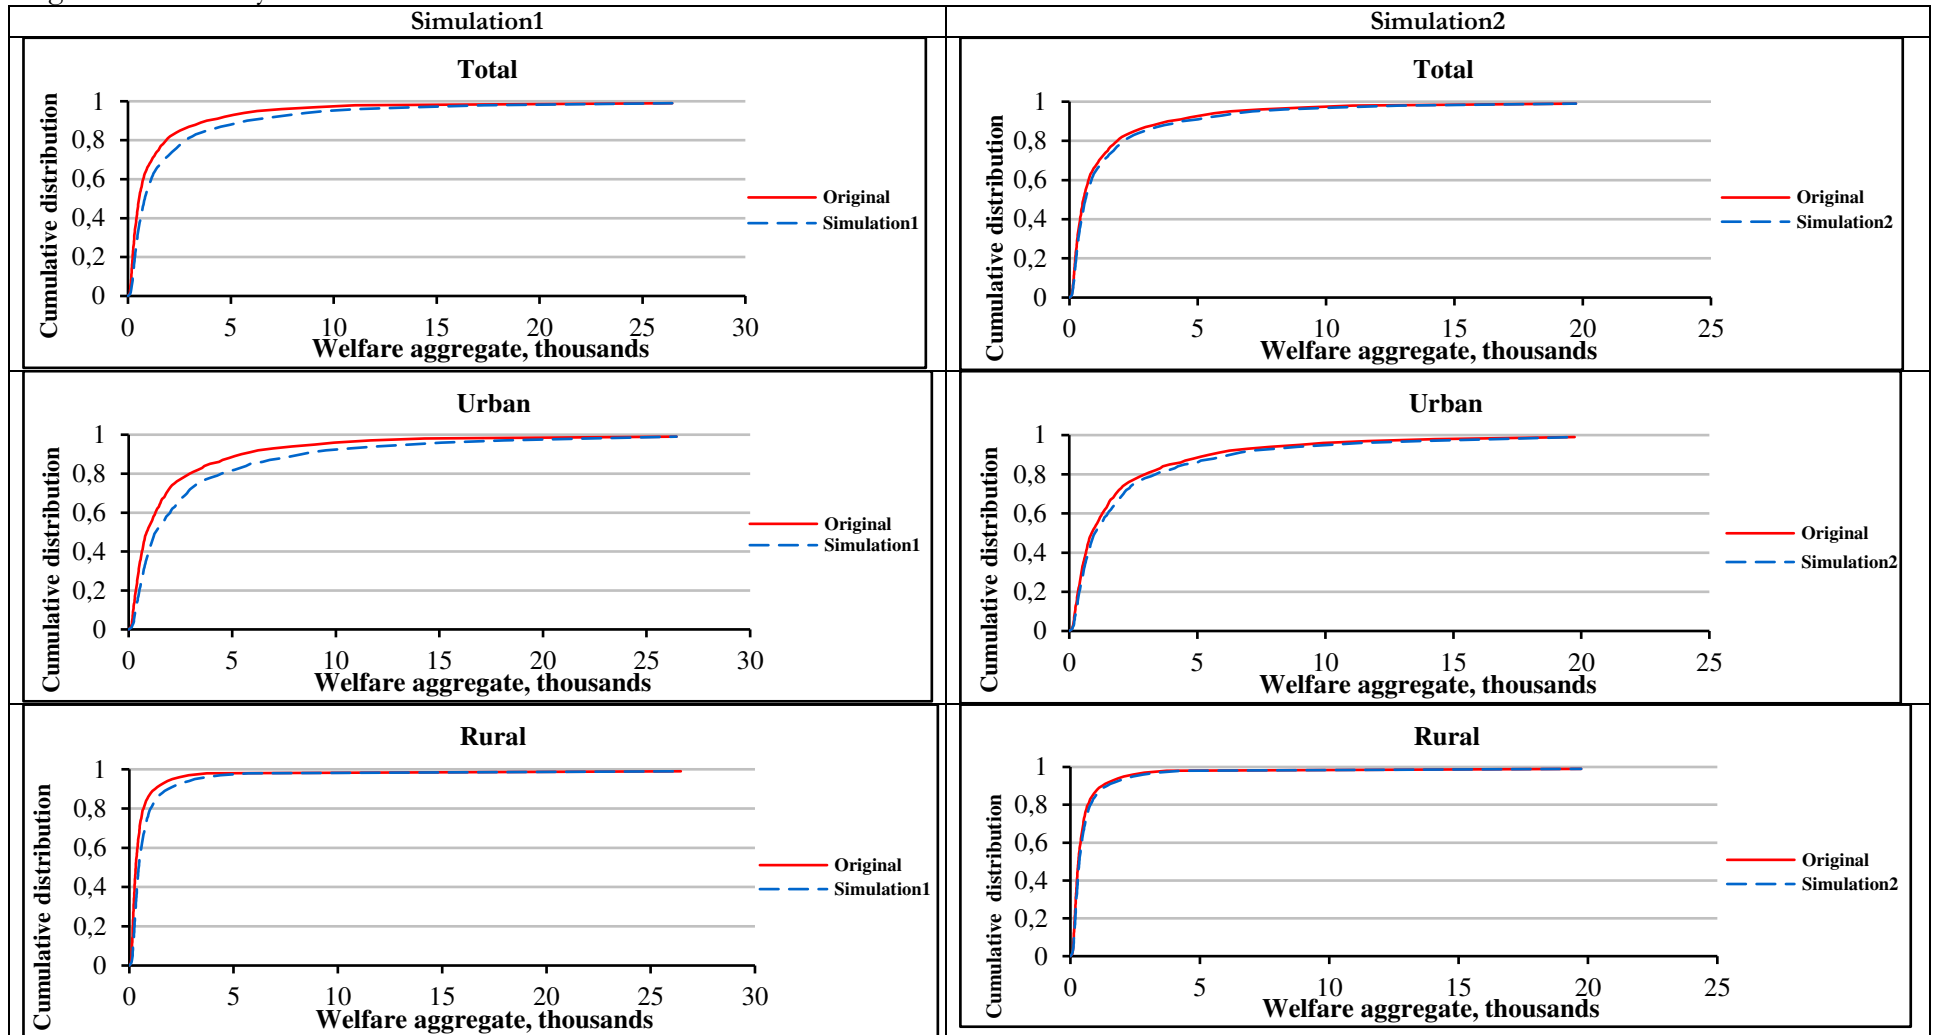 Simulation1
Simulation2
Total
Cumulative distribution
1
0,8
0,6
0,4
0,2
0
0 5 10 15 20 25 30
Welfare aggregate, thousands
Original
Simulation1
Total
Cumulative distribution
1
0,8
0,6
0,4
0,2
0
0 5 10 15 20 25
Welfare aggregate, thousands
Original
Simulation2
Urban
Cumulative distribution
1
0,8
0,6
0,4
0,2
0
0 5 10 15 20 25 30
Welfare aggregate, thousands
Original
Simulation1
Urban
Cumulative distribution
1
0,8
0,6
0,4
0,2
0
0 5 10 15 20 25
Welfare aggregate, thousands
Original
Simulation2
Rural
Cumulative distribution
1
0,8
0,6
0,4
0,2
0
0 5 10 15 20 25 30
Welfare aggregate, thousands
Original
Simulation1
Rural
Cumulative distribution
1
0,8
0,6
0,4
0,2
0
0 5 10 15 20 25
Welfare aggregate, thousands
Original
Simulation2